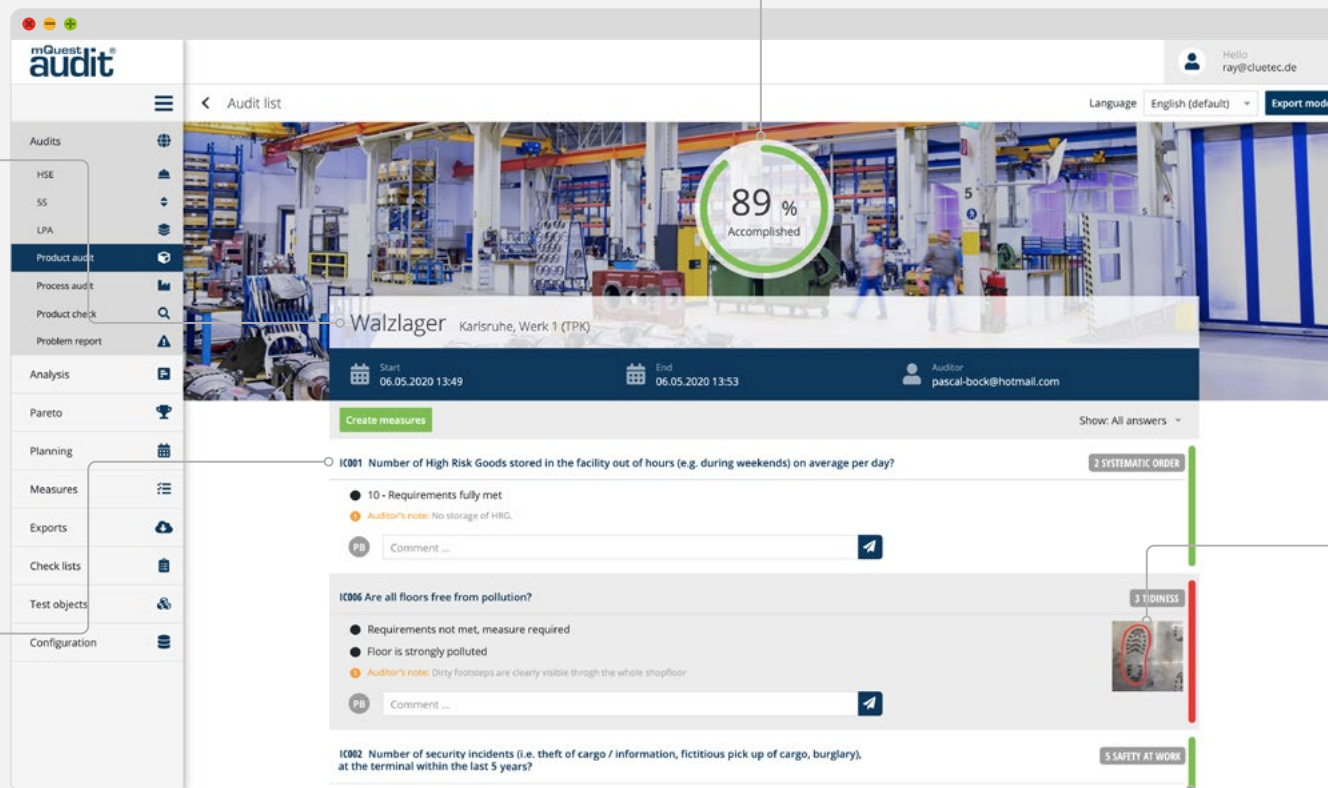 mQuest®
audit
Hello
ray@cluetec.de
Audit list
Language English (default) Export mode
Audits
HSE
5S
LPA
Product audit
Process audit
Product check
Problem report
Analysis
Pareto
Planning
Measures
Exports
Check lists
Test objects
Configuration
5
89 %
Accomplished
Walzlager Karlsruhe, Werk 1 (TPK)
Start
06.05.2020 13:49
End
06.05.2020 13:53
Auditor
pascal-bock@hotmail.com
Create measures
Show: All answers
IC001 Number of High Risk Goods stored in the facility out of hours (e.g. during weekends) on average per day?
2 SYSTEMATIC ORDER
10 - Requirements fully met
Auditor's note: No storage of HRG.
PB
Comment ...
IC006 Are all floors free from pollution?
3 TIDINESS
Requirements not met, measure required
Floor is strongly polluted
Auditor's note: Dirty footsteps are clearly visible throgh the whole shopfloor
PB
Comment ...
IC002 Number of security incidents (i.e. theft of cargo / information, fictitious pick up of cargo, burglary),
at the terminal within the last 5 years?
5 SAFETY AT WORK